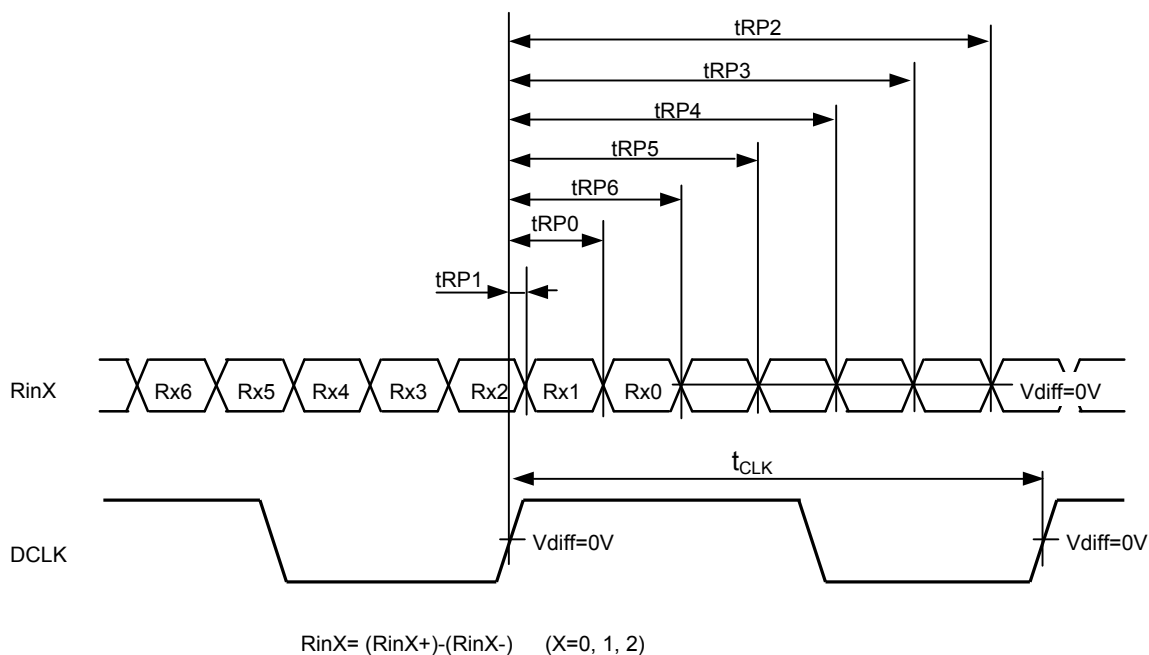 tRP2
tRP3
tRP4
tRP5
tRP6
tRP0
tRP1
RinX Rx6 Rx5 Rx4 Rx3 Rx2 Rx1 Rx0 Vdiff=0V
tCLK
DCLK Vdiff=0V Vdiff=0V
RinX= (RinX+)-(RinX-) (X=0, 1, 2)